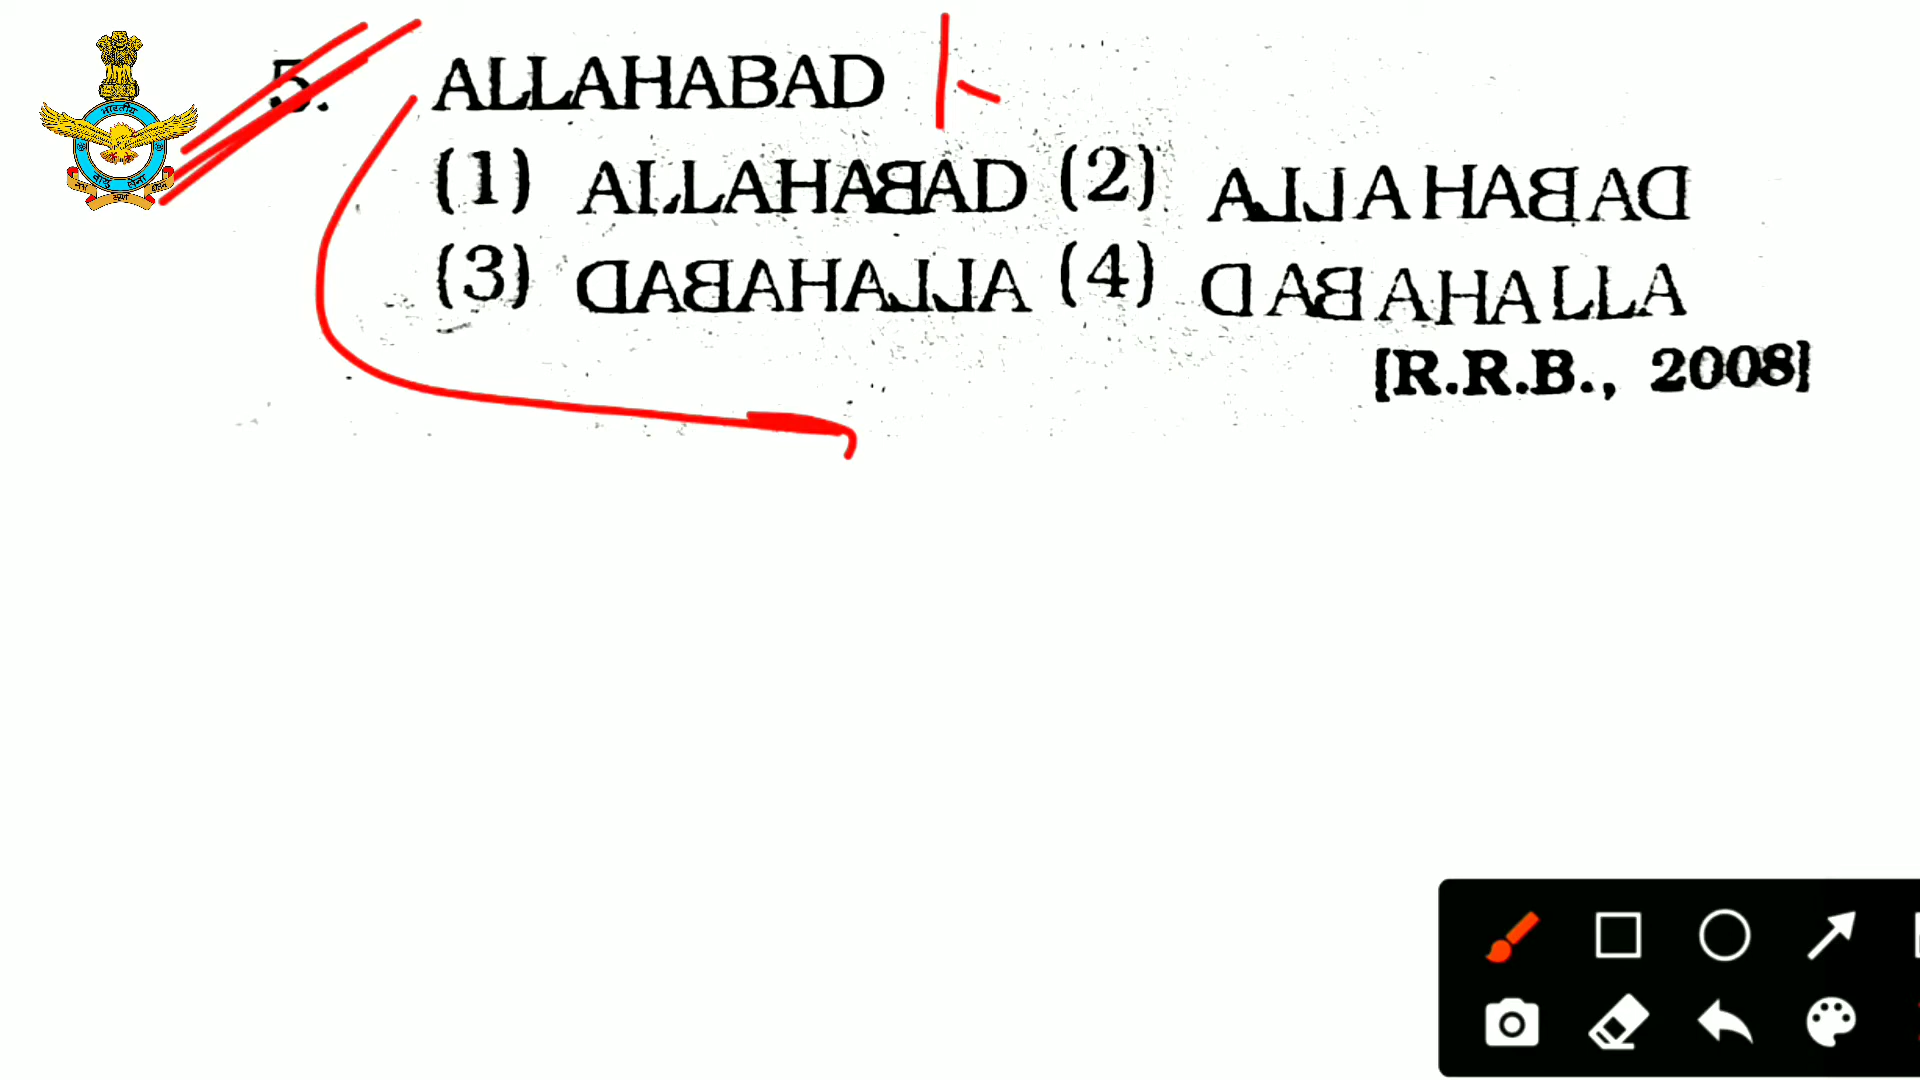 5. ALLAHABAD
(1) ALLAHABAD (2) ALLAHABAD
(3) DABAHALLA (4) DABAHALLA
[R.R.B., 2008]